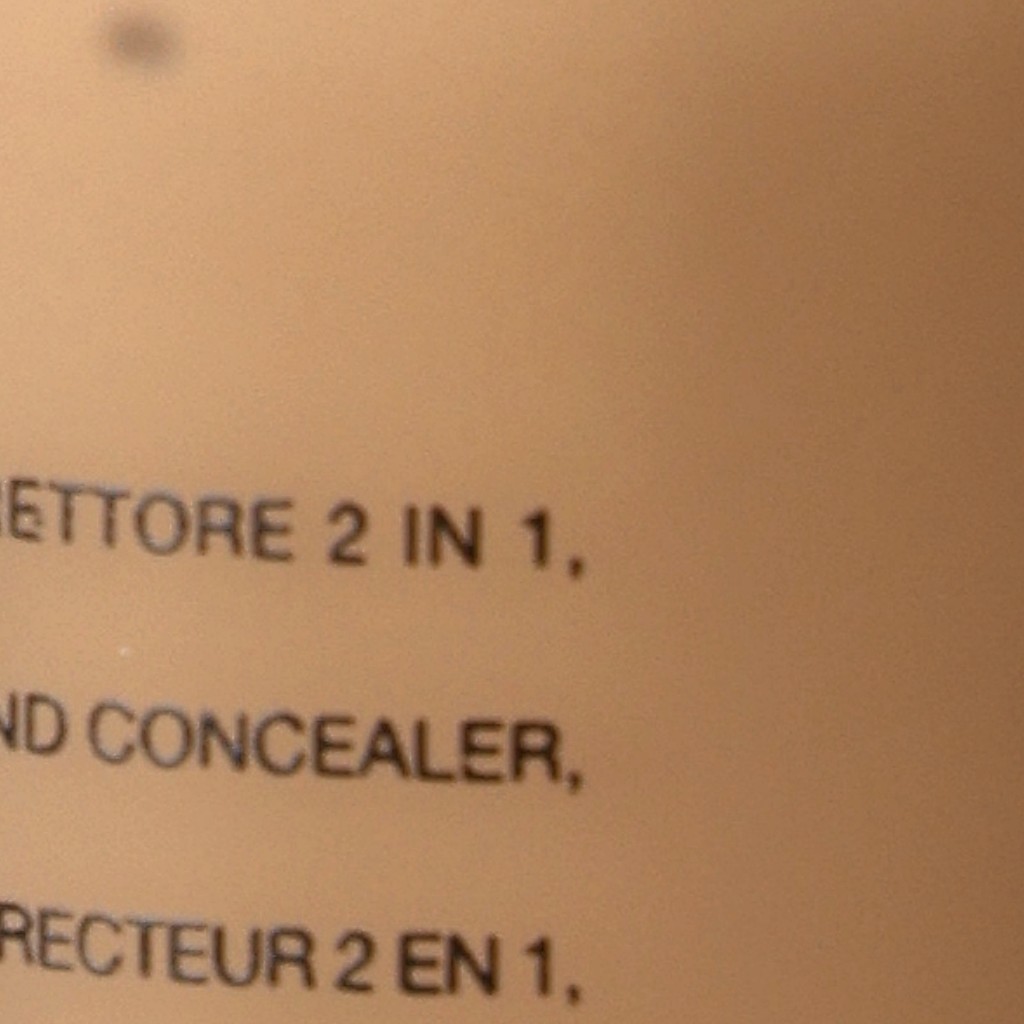 ETTORE 2 IN 1,
ND CONCEALER,
RECTEUR 2 EN 1,